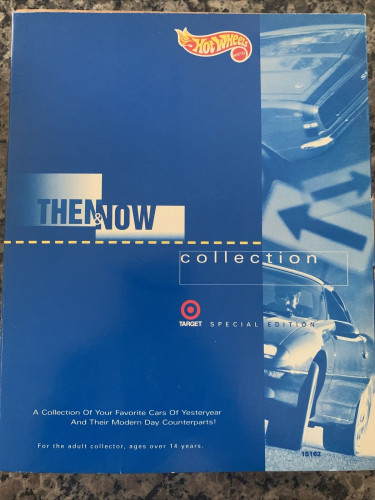 Hot Wheels
THEN & NOW
collection
TARGET SPECIAL EDITION
A Collection Of Your Favorite Cars Of Yesteryear
And Their Modern Day Counterparts!
For the adult collector, ages over 14 years.
18162